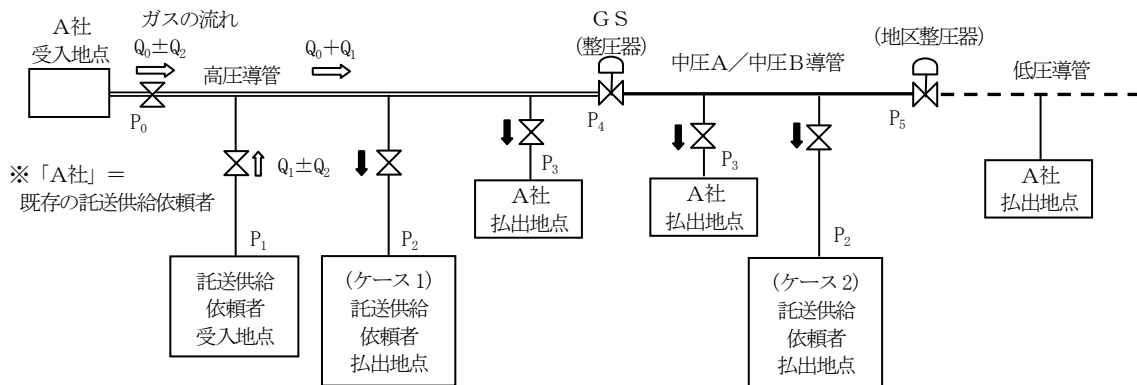 A社
受入地点
ガスの流れ
Q₀±Q₂
Q₀+Q₁
高圧導管
GS
(整圧器)
中圧A/中圧B導管
(地区整圧器)
低圧導管
P₀
P₄
P₅
※「A社」=
既存の託送供給依頼者
Q₁±Q₂
P₃
P₃
A社
払出地点
A社
払出地点
A社
払出地点
P₁
P₂
P₂
託送供給
依頼者
受入地点
(ケース1)
託送供給
依頼者
払出地点
(ケース2)
託送供給
依頼者
払出地点